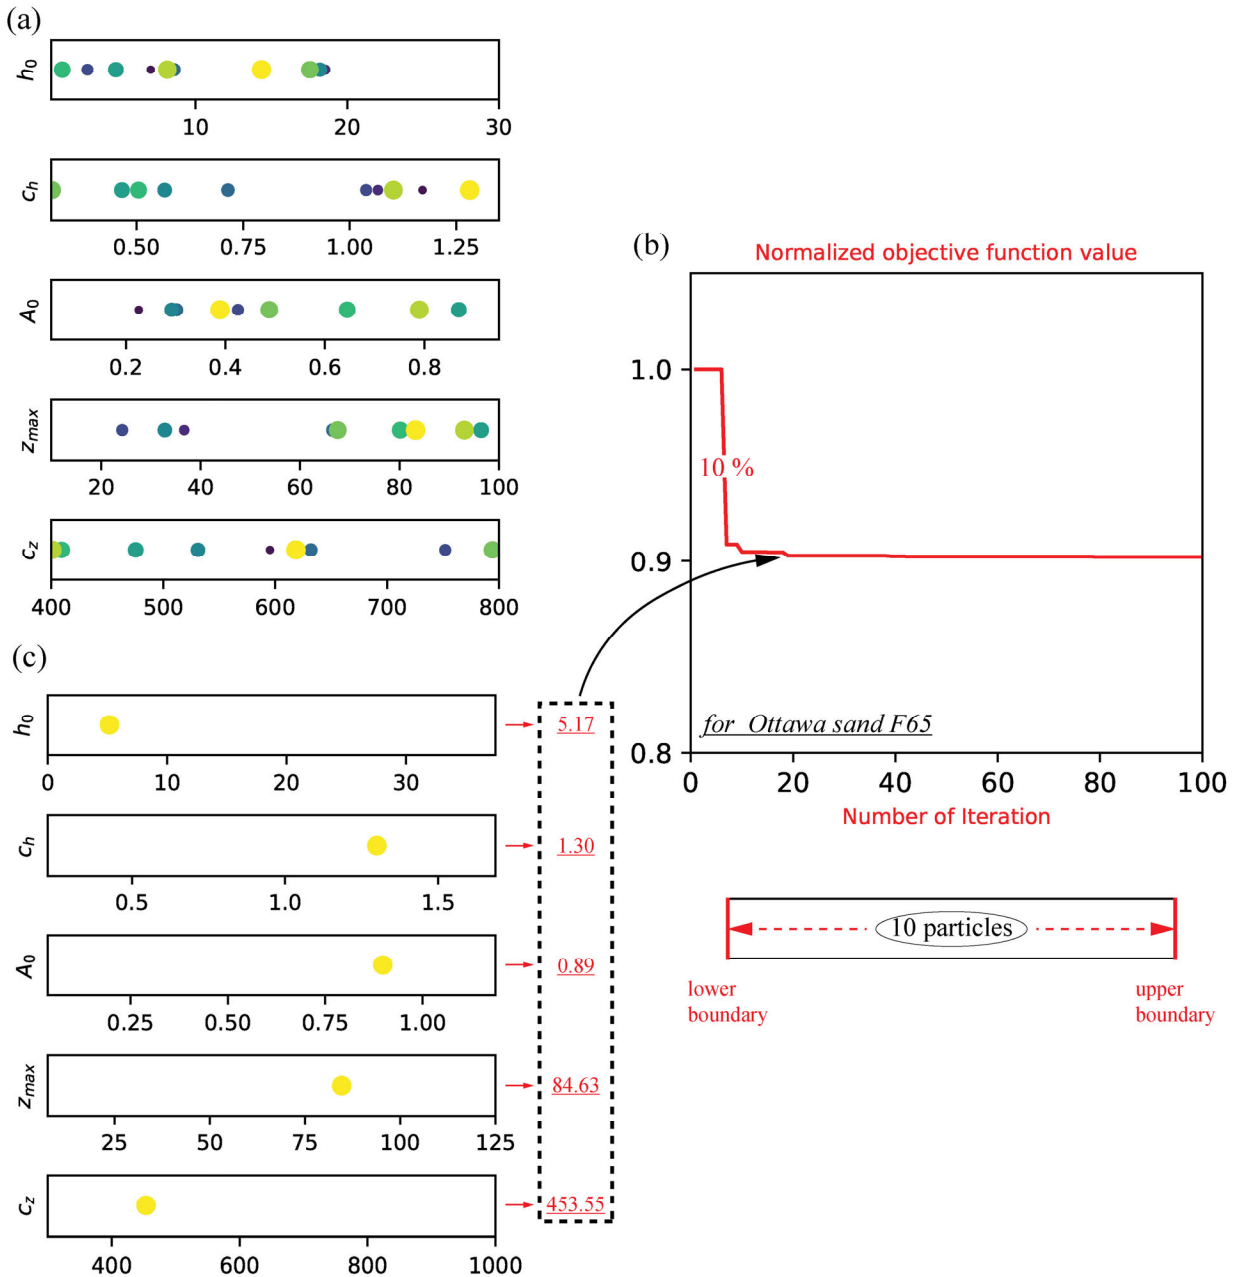 (a)
h0
10 20 30
ch
0.50 0.75 1.00 1.25
A0
0.2 0.4 0.6 0.8
zmax
20 40 60 80 100
cz
400 500 600 700 800
(b)
Normalized objective function value
1.0
10 %
0.9
for Ottawa sand F65
0.8
0 20 40 60 80 100
Number of Iteration
10 particles
lower
boundary
upper
boundary
(c)
h0
5.17
0 10 20 30
ch
1.30
0.5 1.0 1.5
A0
0.89
0.25 0.50 0.75 1.00
zmax
84.63
25 50 75 100 125
cz
453.55
400 600 800 1000